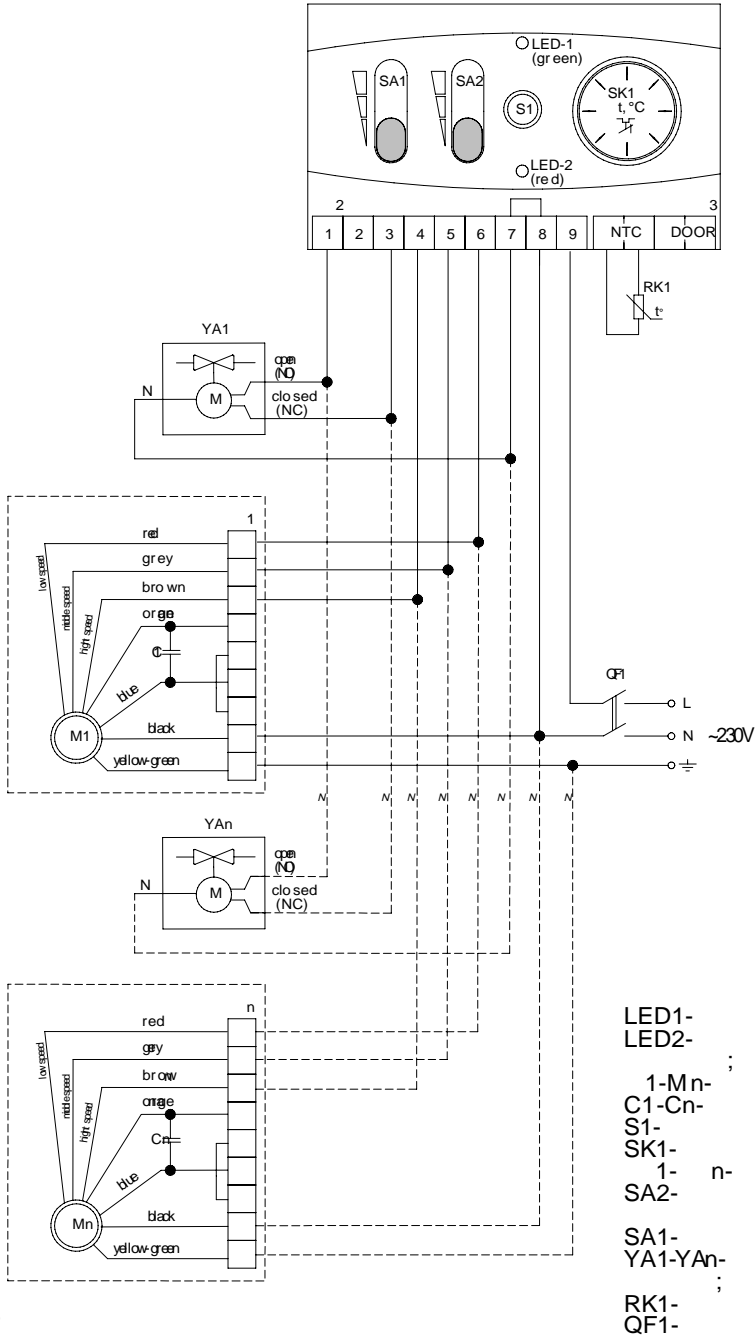 LED-1
(green)
SA1
SA2
SK1
t, °C
S1
LED-2
(red)
2
3
1 2 3 4 5 6 7 8 9 NTC DOOR
RK1
t°
YA1
open
(NO)
N
M
closed
(NC)
1
red
grey
brown
orange
C1
blue
black
yellow-green
low speed
middle speed
hight speed
M1
QF1
L
N ~230V
N N N N N N N N
YAn
open
(NO)
N
M
closed
(NC)
n
red
grey
brown
orange
Cn
blue
black
yellow-green
low speed
middle speed
hight speed
Mn
LED1-
LED2-
;
1-Mn-
C1-Cn-
S1-
SK1-
1- n-
SA2-
SA1-
YA1-YAn-
;
RK1-
QF1-